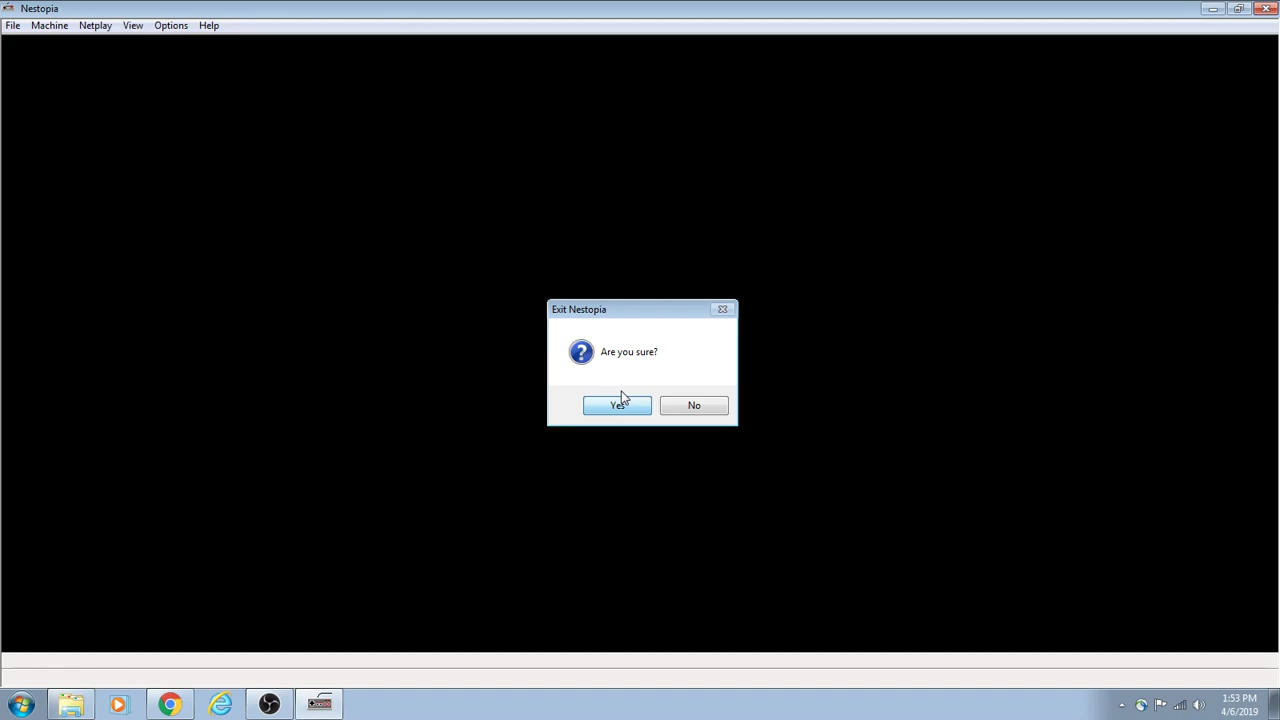 Nestopia
File Machine Netplay View Options Help
Exit Nestopia
Are you sure?
Yes No
1:53 PM
4/6/2019